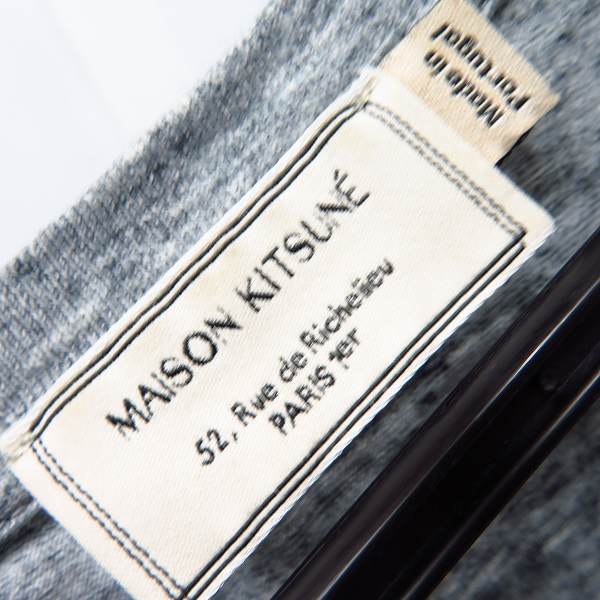 MAISON KITSUNÉ
52, Rue de Richelieu
PARIS 1er
Made in
Portugal